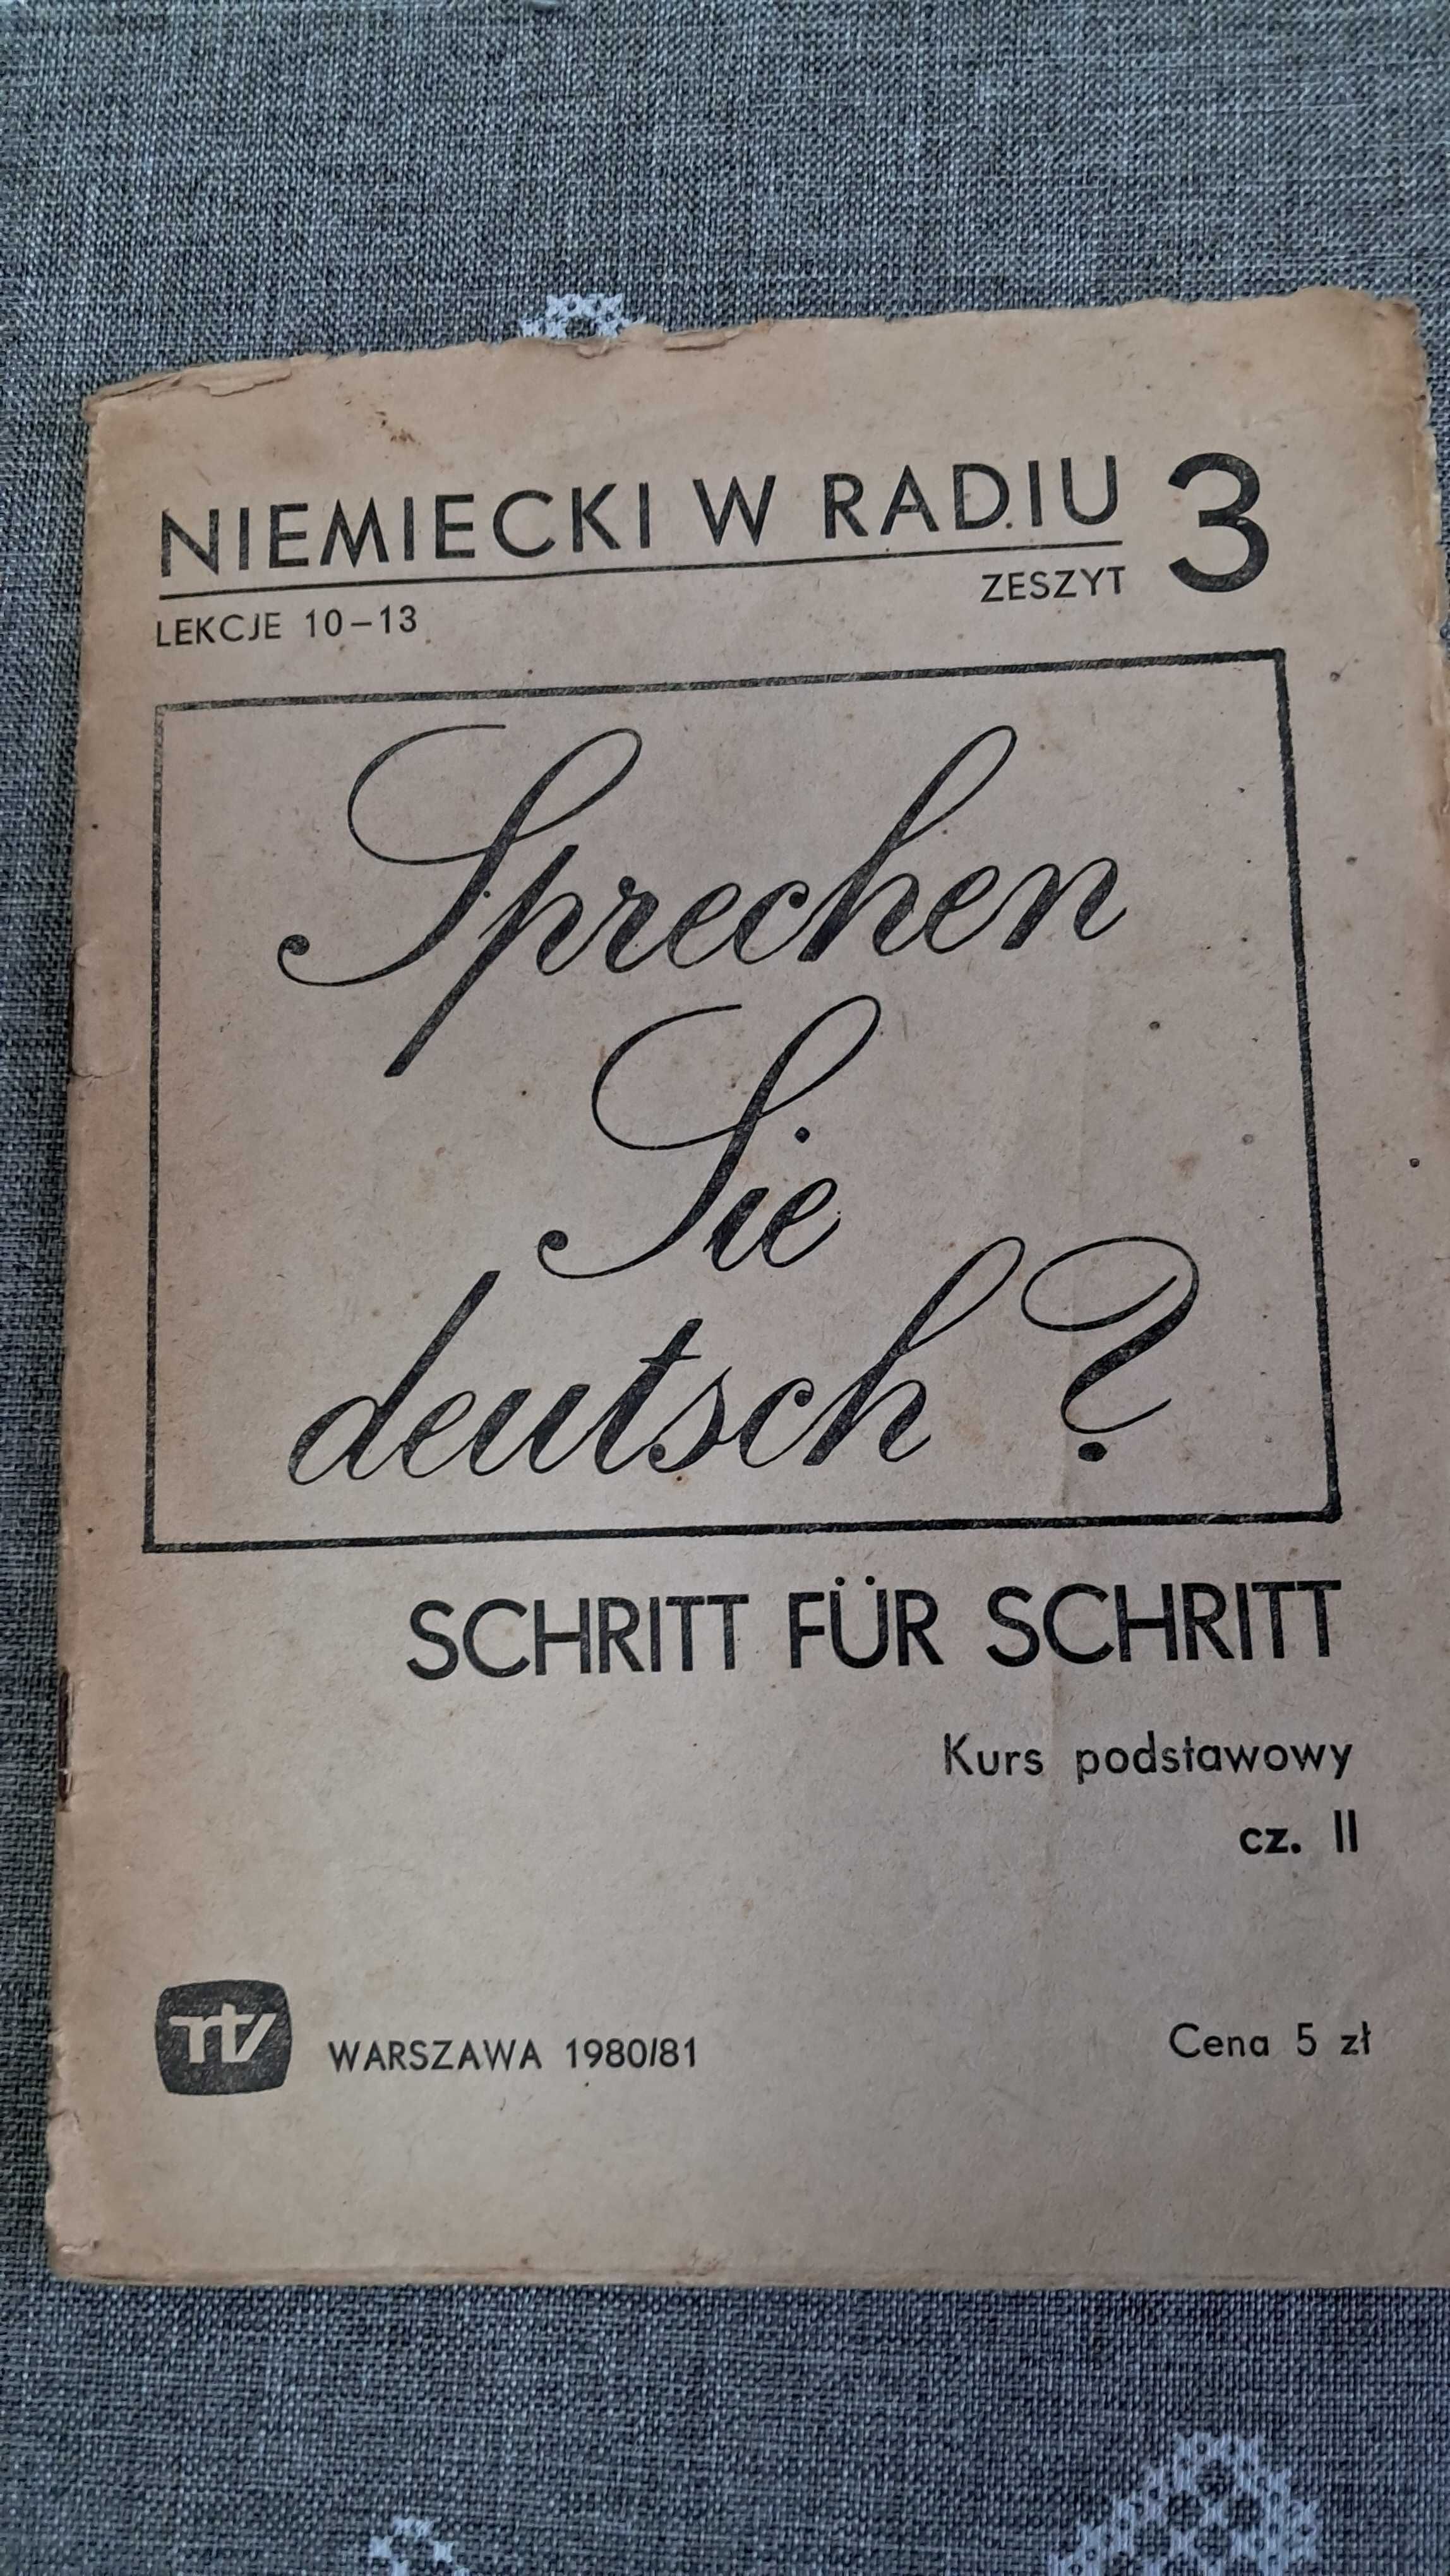 NIEMIECKI W RADIU 3
ZESZYT
LEKCJE 10-13
Sprechen
Sie
deutsch?
SCHRITT FÜR SCHRITT
Kurs podstawowy
cz. II
rtv WARSZAWA 1980/81
Cena 5 zł